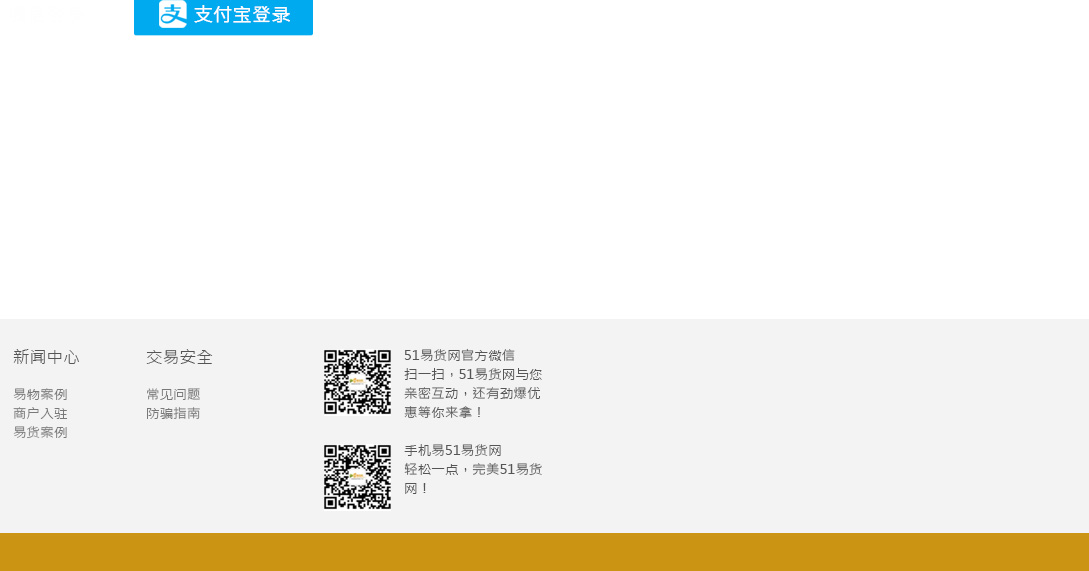 支付宝登录
新闻中心
易物案例
商户入驻
易货案例
交易安全
常见问题
防骗指南
51易货网官方微信
扫一扫，51易货网与您
亲密互动，还有劲爆优
惠等你来拿！
手机易51易货网
轻松一点，完美51易货
网！